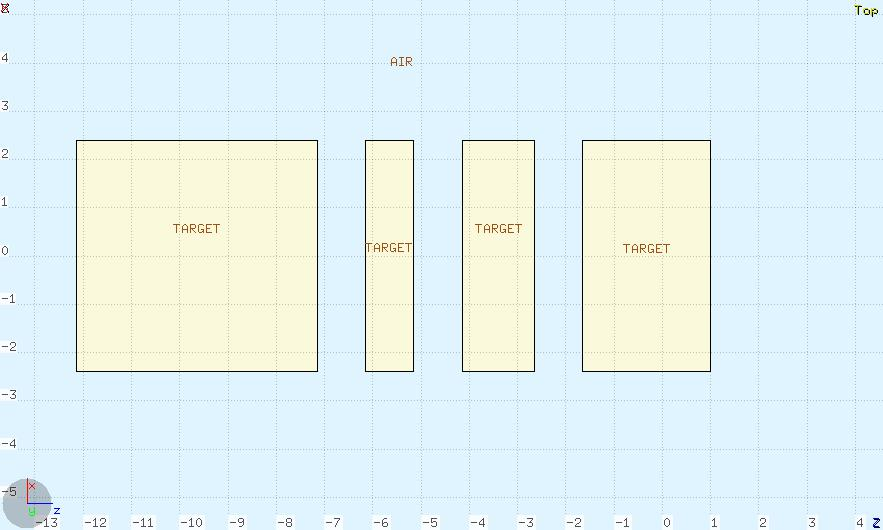 Top
4
AIR
3
2
1
TARGET
TARGET
TARGET
TARGET
0
-1
-2
-3
-4
-5
x
y
z
-13 -12 -11 -10 -9 -8 -7 -6 -5 -4 -3 -2 -1 0 1 2 3 4 Z